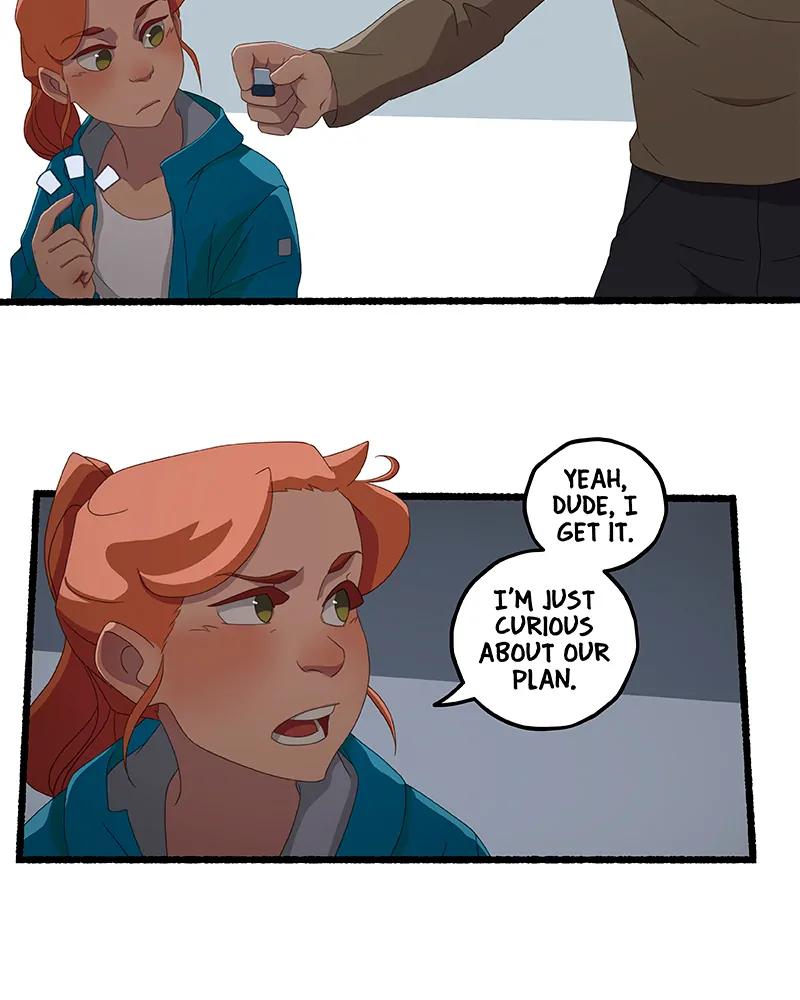 YEAH,
DUDE, I
GET IT.
I'M JUST
CURIOUS
ABOUT OUR
PLAN.